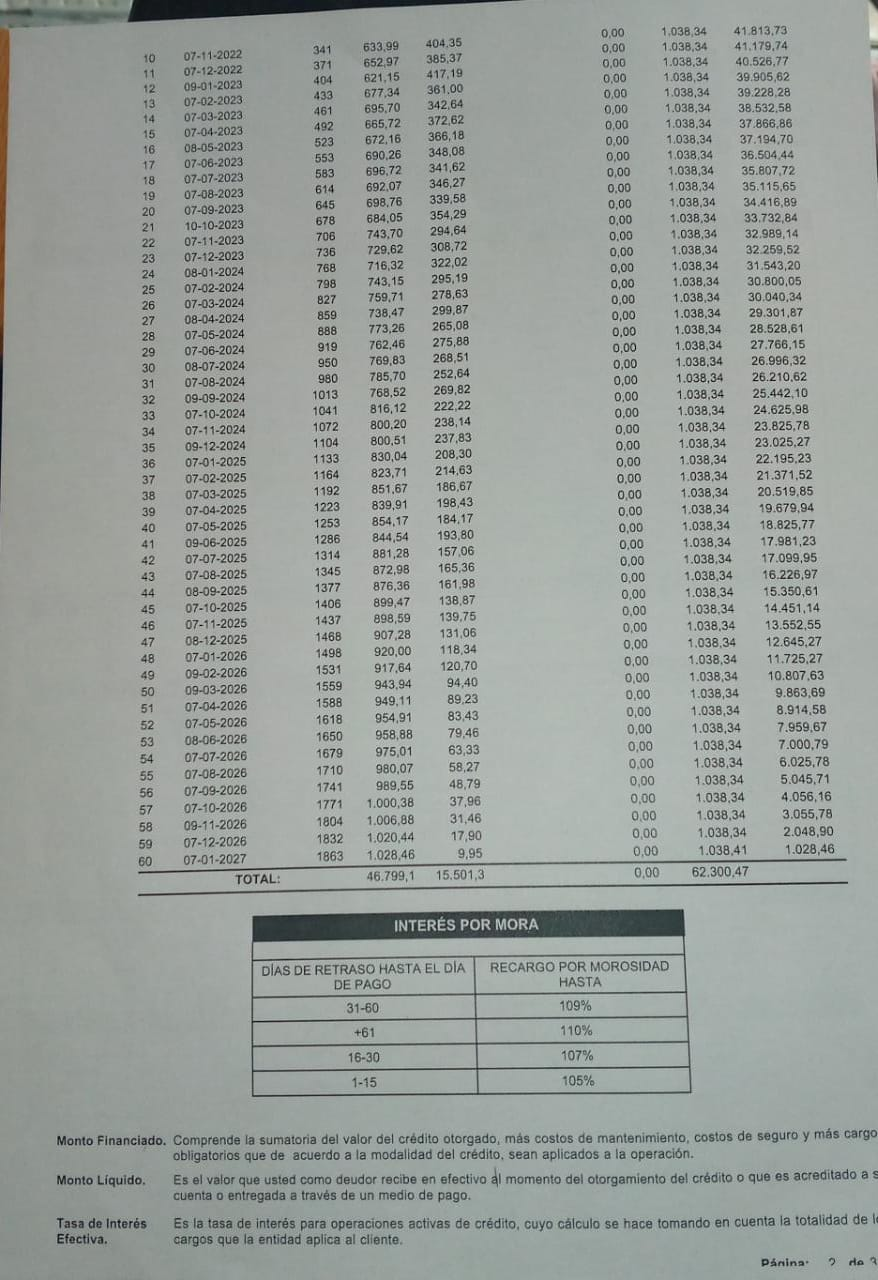 10 07-11-2022 341 633,99 404,35 0,00 1.038,34 41.813,73
11 07-12-2022 371 652,97 385,37 0,00 1.038,34 41.179,74
12 09-01-2023 404 621,15 417,19 0,00 1.038,34 40.526,77
13 07-02-2023 433 677,34 361,00 0,00 1.038,34 39.905,62
14 07-03-2023 461 695,70 342,64 0,00 1.038,34 39.228,28
15 07-04-2023 492 665,72 372,62 0,00 1.038,34 38.532,58
16 08-05-2023 523 672,16 366,18 0,00 1.038,34 37.866,86
17 07-06-2023 553 690,26 348,08 0,00 1.038,34 37.194,70
18 07-07-2023 583 696,72 341,62 0,00 1.038,34 36.504,44
19 07-08-2023 614 692,07 346,27 0,00 1.038,34 35.807,72
20 07-09-2023 645 698,76 339,58 0,00 1.038,34 35.115,65
21 10-10-2023 678 684,05 354,29 0,00 1.038,34 34.416,89
22 07-11-2023 706 743,70 294,64 0,00 1.038,34 33.732,84
23 07-12-2023 736 729,62 308,72 0,00 1.038,34 32.989,14
24 08-01-2024 768 716,32 322,02 0,00 1.038,34 32.259,52
25 07-02-2024 798 743,15 295,19 0,00 1.038,34 31.543,20
26 07-03-2024 827 759,71 278,63 0,00 1.038,34 30.800,05
27 08-04-2024 859 738,47 299,87 0,00 1.038,34 30.040,34
28 07-05-2024 888 773,26 265,08 0,00 1.038,34 29.301,87
29 07-06-2024 919 762,46 275,88 0,00 1.038,34 28.528,61
30 08-07-2024 950 769,83 268,51 0,00 1.038,34 27.766,15
31 07-08-2024 980 785,70 252,64 0,00 1.038,34 26.996,32
32 09-09-2024 1013 768,52 269,82 0,00 1.038,34 26.210,62
33 07-10-2024 1041 816,12 222,22 0,00 1.038,34 25.442,10
34 07-11-2024 1072 800,20 238,14 0,00 1.038,34 24.625,98
35 09-12-2024 1104 800,51 237,83 0,00 1.038,34 23.825,78
36 07-01-2025 1133 830,04 208,30 0,00 1.038,34 23.025,27
37 07-02-2025 1164 823,71 214,63 0,00 1.038,34 22.195,23
38 07-03-2025 1192 851,67 186,67 0,00 1.038,34 21.371,52
39 07-04-2025 1223 839,91 198,43 0,00 1.038,34 20.519,85
40 07-05-2025 1253 854,17 184,17 0,00 1.038,34 19.679,94
41 09-06-2025 1286 844,54 193,80 0,00 1.038,34 18.825,77
42 07-07-2025 1314 881,28 157,06 0,00 1.038,34 17.981,23
43 07-08-2025 1345 872,98 165,36 0,00 1.038,34 17.099,95
44 08-09-2025 1377 876,36 161,98 0,00 1.038,34 16.226,97
45 07-10-2025 1406 899,47 138,87 0,00 1.038,34 15.350,61
46 07-11-2025 1437 898,59 139,75 0,00 1.038,34 14.451,14
47 08-12-2025 1468 907,28 131,06 0,00 1.038,34 13.552,55
48 07-01-2026 1498 920,00 118,34 0,00 1.038,34 12.645,27
49 09-02-2026 1531 917,64 120,70 0,00 1.038,34 11.725,27
50 09-03-2026 1559 943,94 94,40 0,00 1.038,34 10.807,63
51 07-04-2026 1588 949,11 89,23 0,00 1.038,34 9.863,69
52 07-05-2026 1618 954,91 83,43 0,00 1.038,34 8.914,58
53 08-06-2026 1650 958,88 79,46 0,00 1.038,34 7.959,67
54 07-07-2026 1679 975,01 63,33 0,00 1.038,34 7.000,79
55 07-08-2026 1710 980,07 58,27 0,00 1.038,34 6.025,78
56 07-09-2026 1741 989,55 48,79 0,00 1.038,34 5.045,71
57 07-10-2026 1771 1.000,38 37,96 0,00 1.038,34 4.056,16
58 09-11-2026 1804 1.006,88 31,46 0,00 1.038,34 3.055,78
59 07-12-2026 1832 1.020,44 17,90 0,00 1.038,34 2.048,90
60 07-01-2027 1863 1.028,46 9,95 0,00 1.038,41 1.028,46
TOTAL: 46.799,1 15.501,3 0,00 62.300,47
INTERÉS POR MORA
DÍAS DE RETRASO HASTA EL DÍA DE PAGO RECARGO POR MOROSIDAD HASTA
31-60 109%
+61 110%
16-30 107%
1-15 105%
Monto Financiado. Comprende la sumatoria del valor del crédito otorgado, más costos de mantenimiento, costos de seguro y más cargo
obligatorios que de acuerdo a la modalidad del crédito, sean aplicados a la operación.
Monto Líquido. Es el valor que usted como deudor recibe en efectivo al momento del otorgamiento del crédito o que es acreditado a s
cuenta o entregada a través de un medio de pago.
Tasa de Interés Es la tasa de interés para operaciones activas de crédito, cuyo cálculo se hace tomando en cuenta la totalidad de l
Efectiva. cargos que la entidad aplica al cliente.
Página: 2 de 3